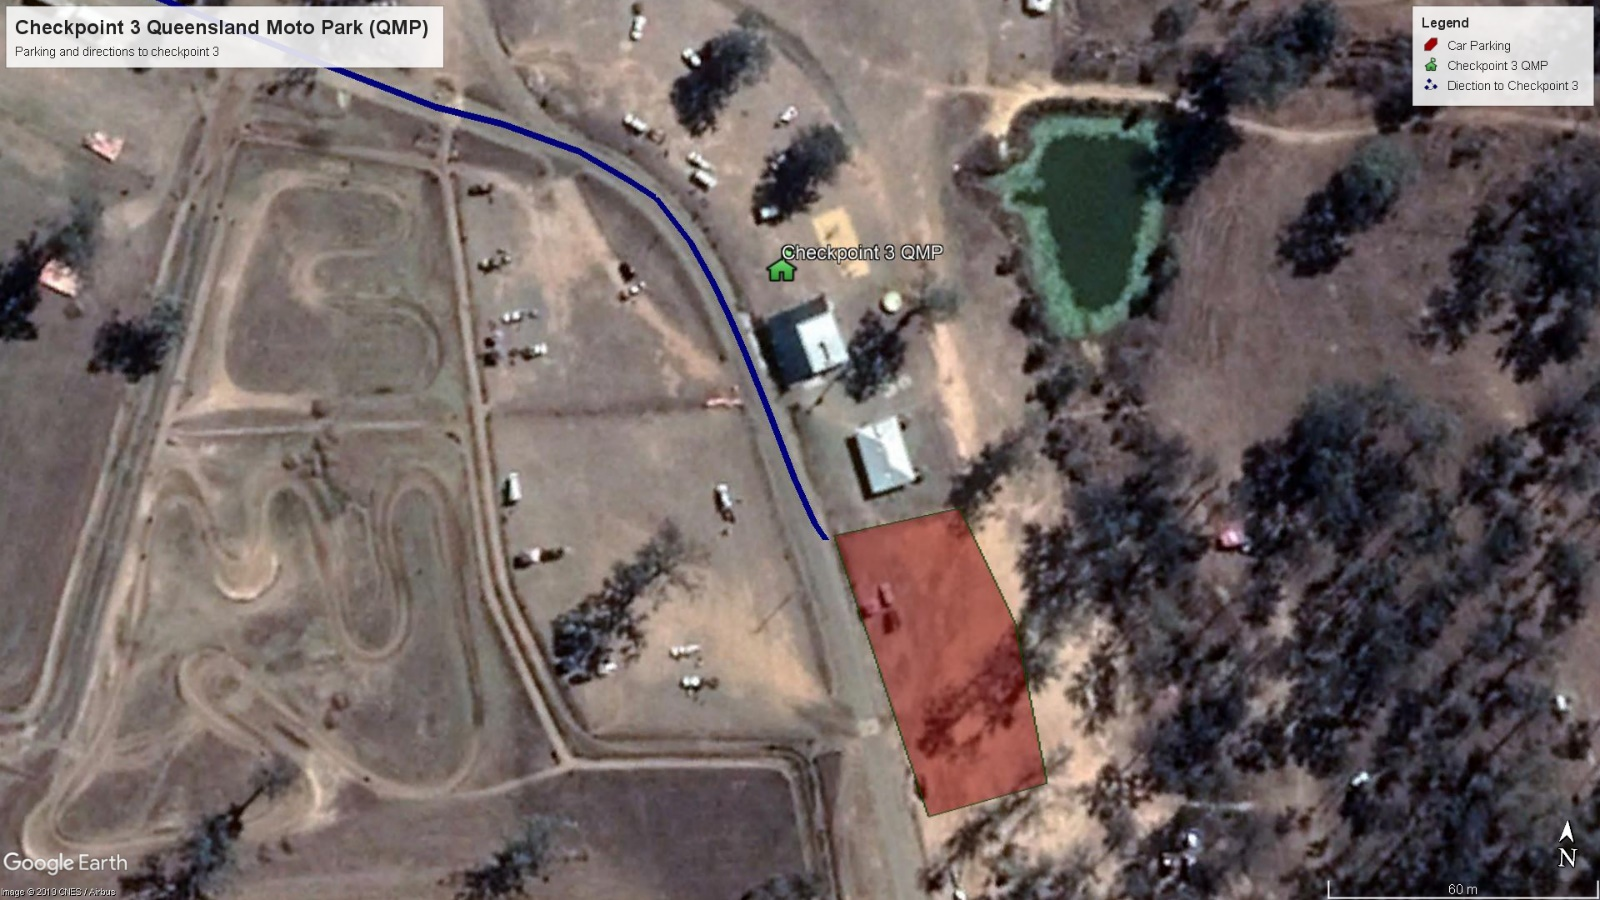 Checkpoint 3 Queensland Moto Park (QMP)
Parking and directions to checkpoint 3
Legend
Car Parking
Checkpoint 3 QMP
Diection to Checkpoint 3
Checkpoint 3 QMP
Google Earth
Image © 2019 CNES / Airbus
N
60 m